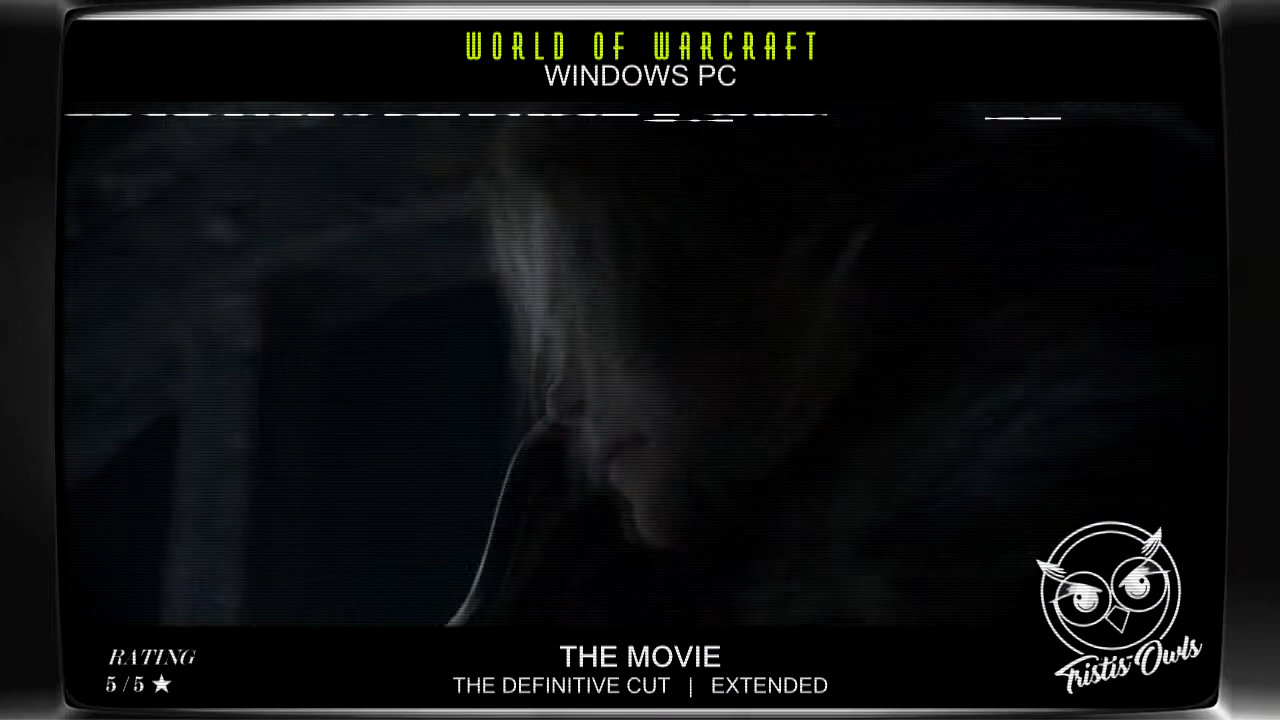 WORLD OF WARCRAFT
WINDOWS PC
THE MOVIE
THE DEFINITIVE CUT | EXTENDED
RATING
5 / 5 ★
Tristis Owls